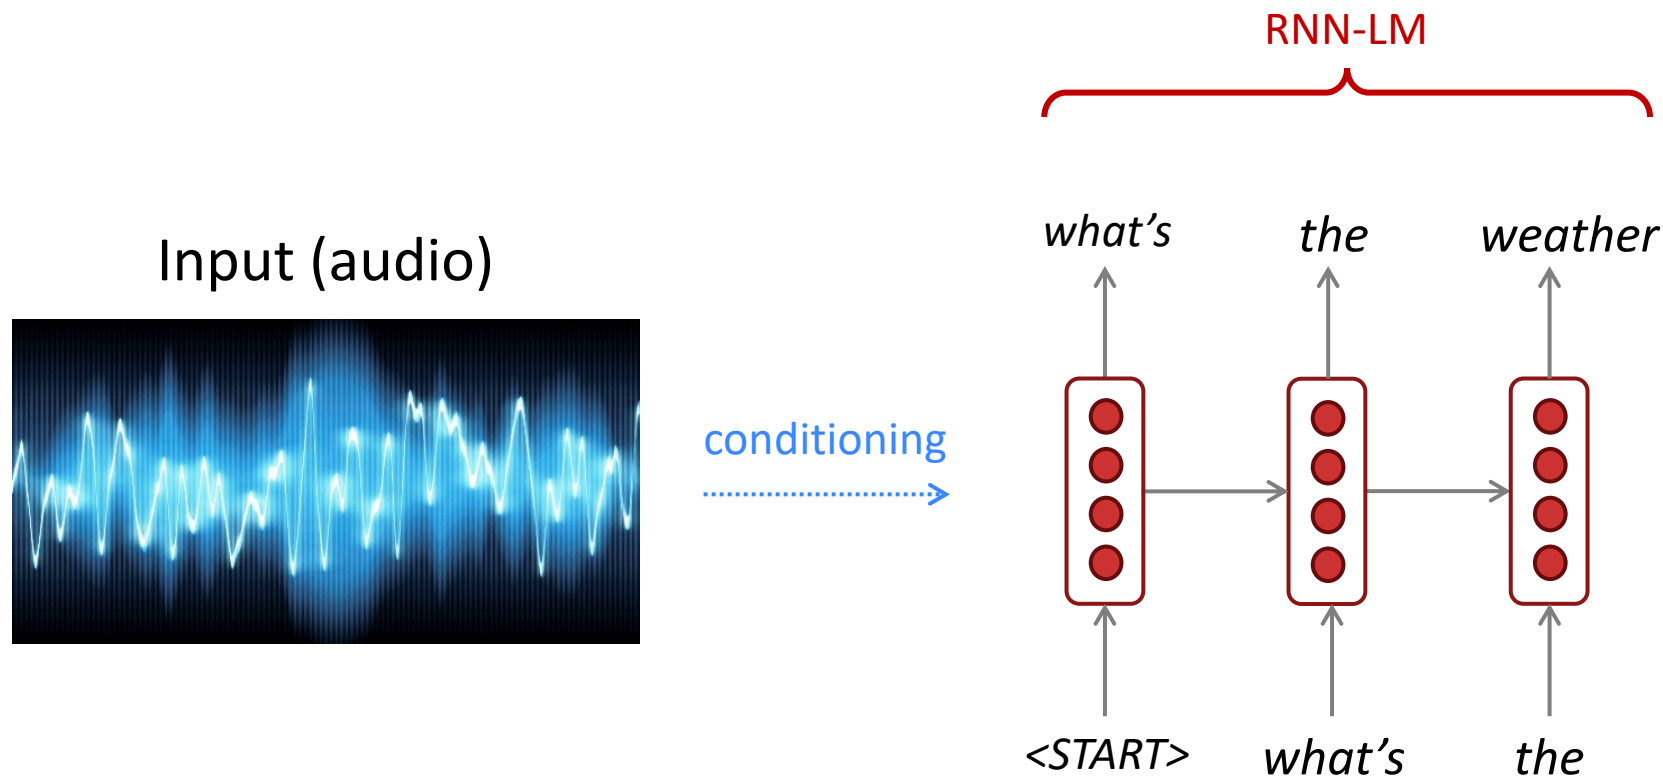 RNN-LM
Input (audio)
conditioning
what’s the weather
<START> what’s the